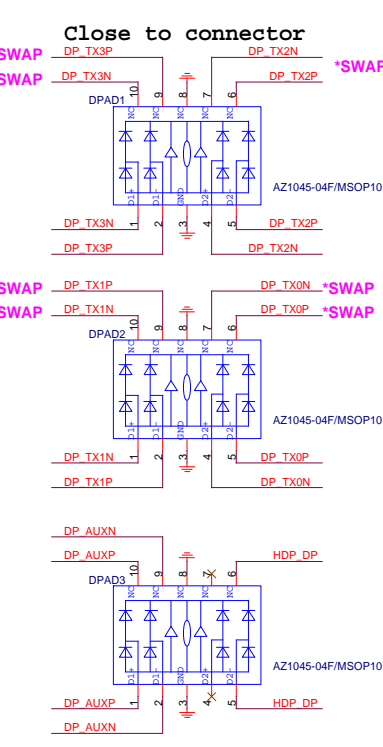 Close to connector
SWAP DP_TX3P DP_TX2N
*SWAP
SWAP DP_TX3N DP_TX2P
DPAD1
10 9 8 7 6
NC NC NC NC
AZ1045-04F/MSOP10
D1+ D1- GND D2+ D2-
1 2 3 4 5
DP_TX3N DP_TX2P
DP_TX3P DP_TX2N
SWAP DP_TX1P DP_TX0N *SWAP
SWAP DP_TX1N DP_TX0P *SWAP
DPAD2
10 9 8 7 6
NC NC NC NC
AZ1045-04F/MSOP10
D1+ D1- GND D2+ D2-
1 2 3 4 5
DP_TX1N DP_TX0P
DP_TX1P DP_TX0N
DP_AUXN
DP_AUXP HDP_DP
DPAD3
10 9 8 7 6
NC NC NC NC
AZ1045-04F/MSOP10
D1+ D1- GND D2+ D2-
1 2 3 4 5
DP_AUXP HDP_DP
DP_AUXN